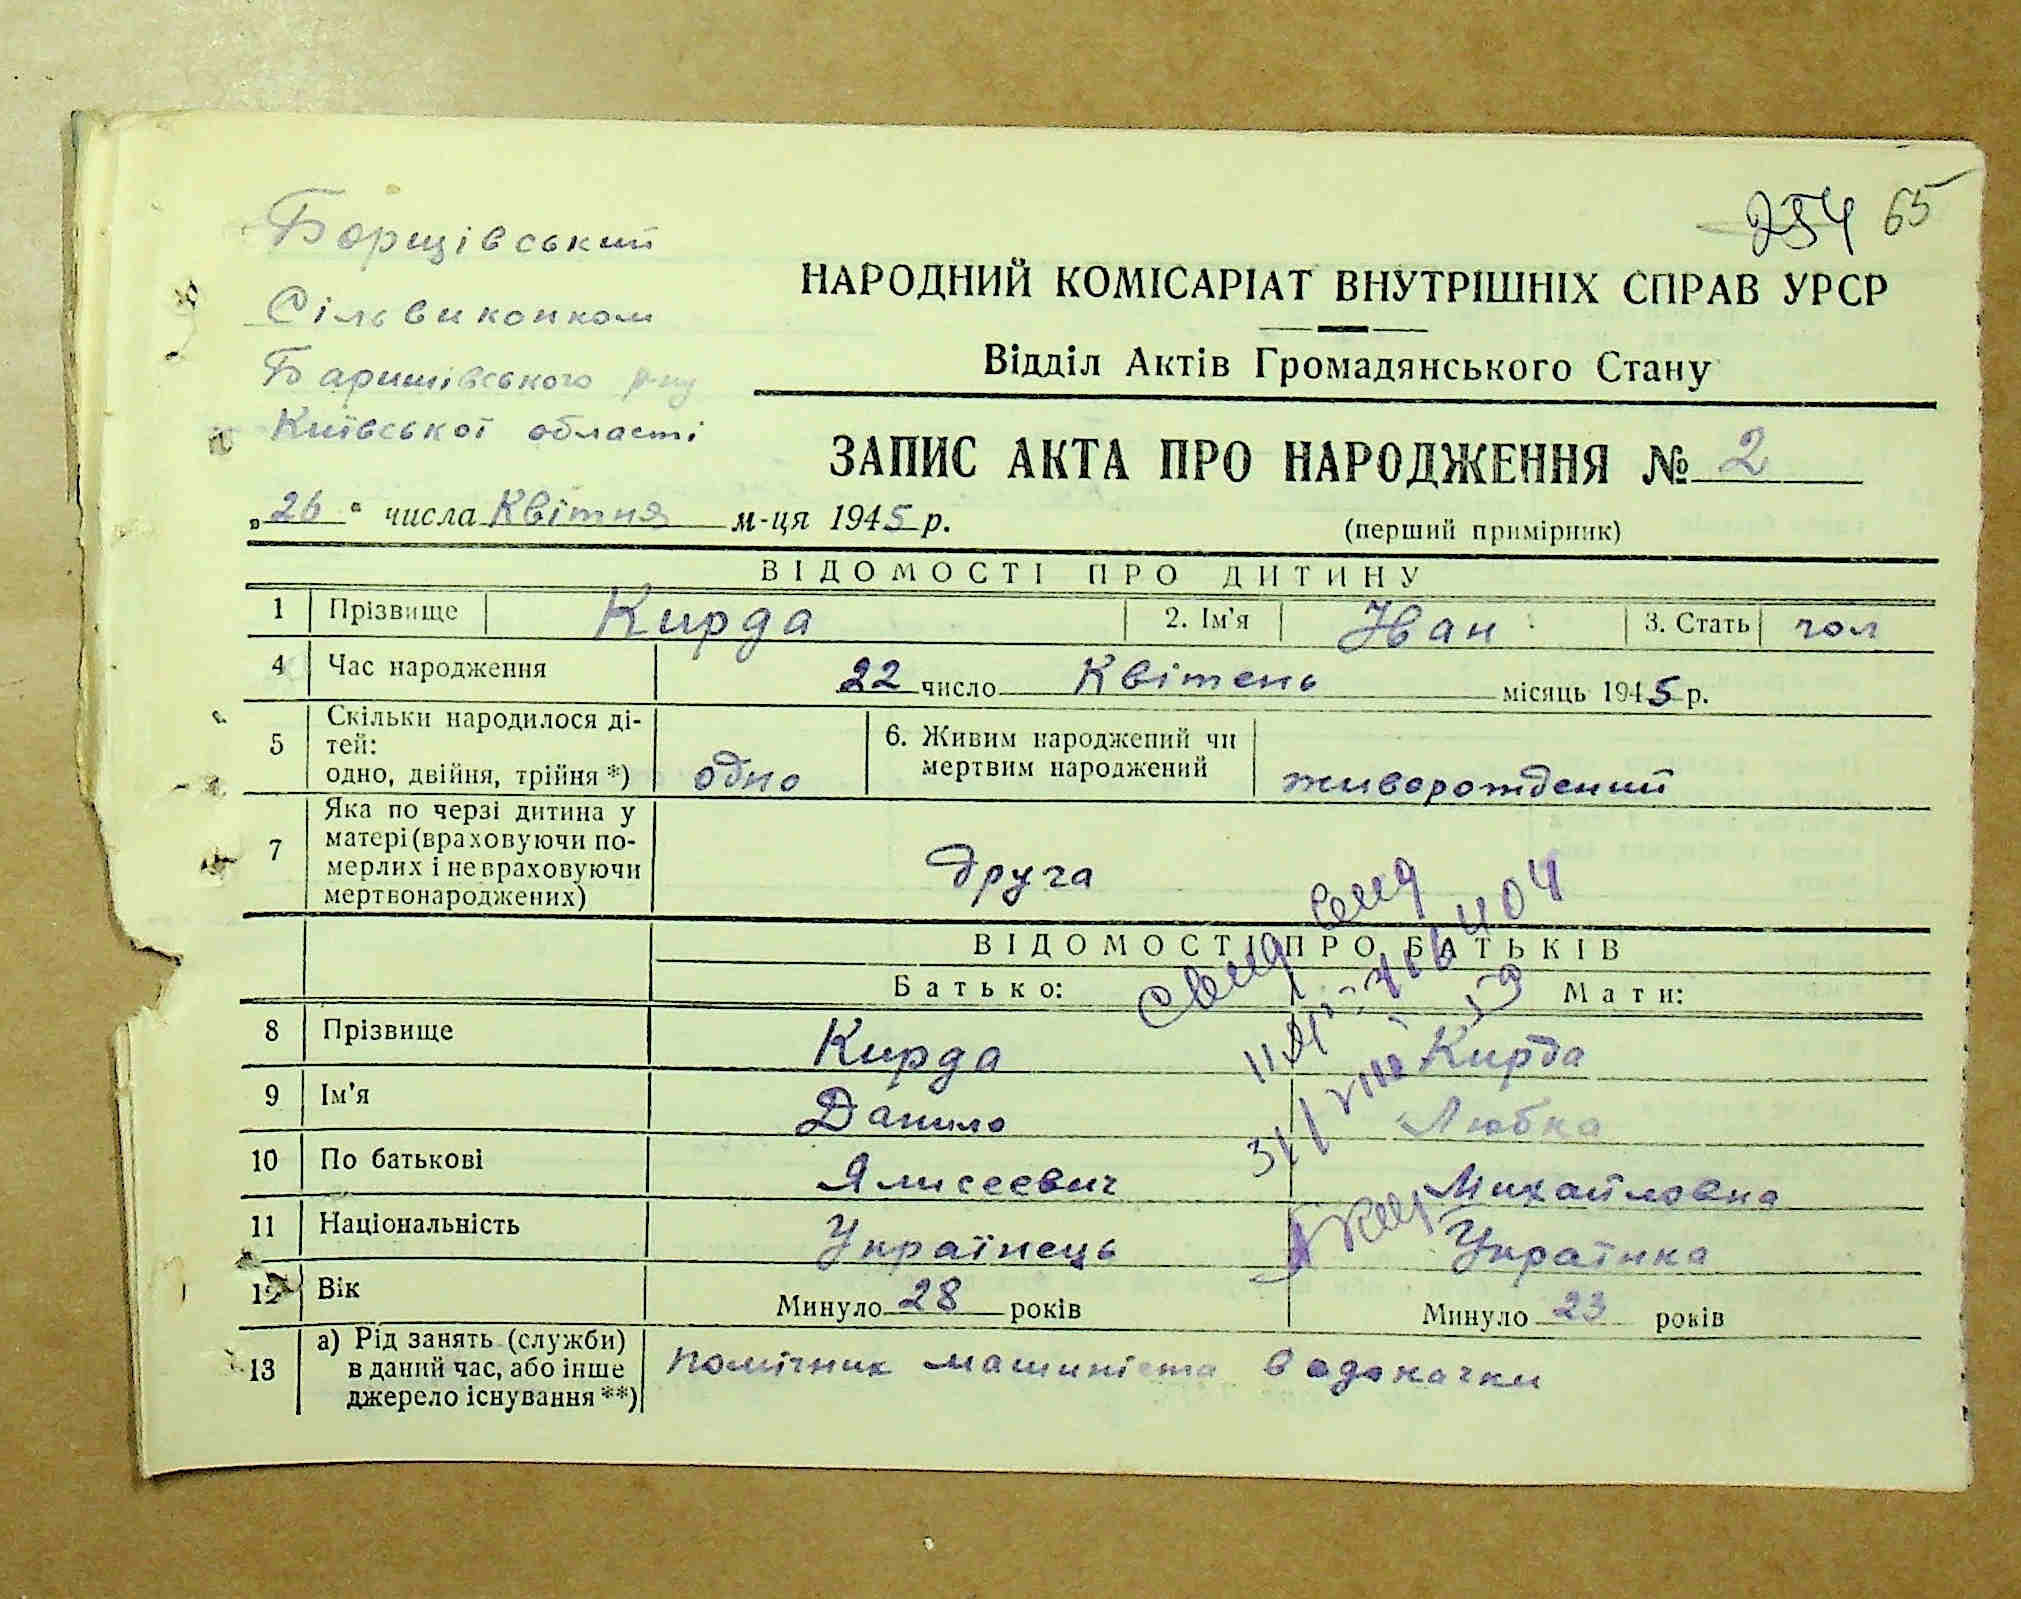 254 65
Борщівський
Сільвиконком
Баришівського р-ну
Київської області
НАРОДНИЙ КОМІСАРІАТ ВНУТРІШНІХ СПРАВ УРСР
Відділ Актів Громадянського Стану
ЗАПИС АКТА ПРО НАРОДЖЕННЯ № 2
„26“ числа Квітня м-ця 1945 р.
(перший примірник)
ВІДОМОСТІ ПРО ДИТИНУ
1 Прізвище Кирда 2. Ім'я Іван 3. Стать чол
4 Час народження 22 число Квітень місяць 1945 р.
5 Скільки народилося ді-
тей:
одно, двійня, трійня *) одно
6. Живим народжений чи
мертвим народжений живорожденний
7 Яка по черзі дитина у
матері (враховуючи по-
мерлих і не враховуючи
мертвонароджених) друга
ВІДОМОСТІ ПРО БАТЬКІВ
Батько: Мати:
8 Прізвище Кирда Кирда
9 Ім'я Данило Любка
10 По батькові Ялисеевич Михайловна
11 Національність Українець Українка
12 Вік Минуло 28 років Минуло 23 років
13 а) Рід занять (служби)
в даний час, або інше
джерело існування **) помічник машиніста водокачки